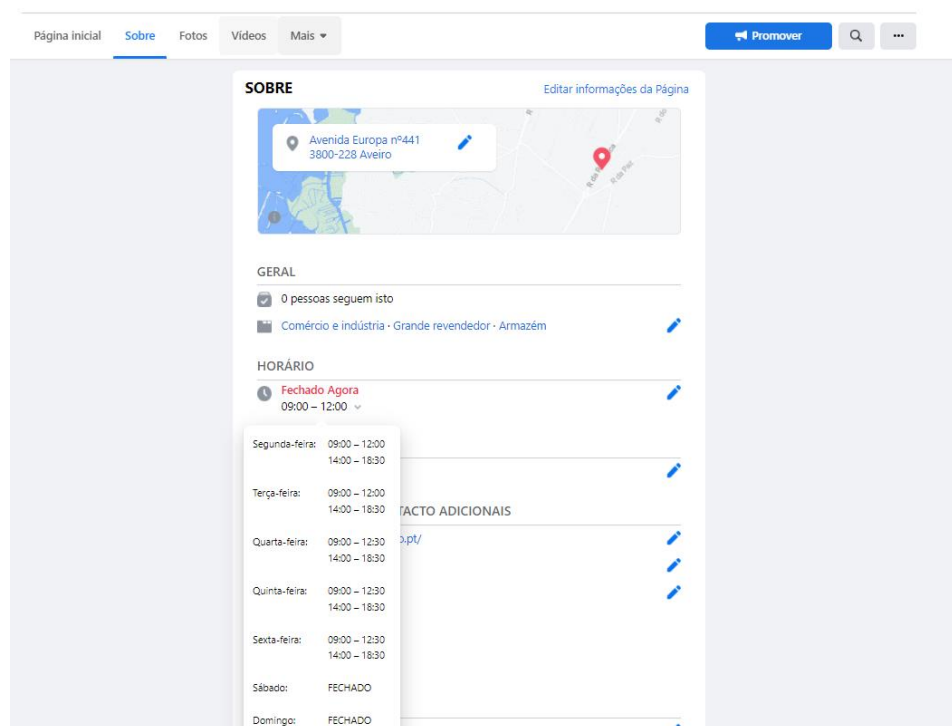 Página inicial Sobre Fotos Vídeos Mais Promover
SOBRE Editar informações da Página
Avenida Europa nº441
3800-228 Aveiro
GERAL
0 pessoas seguem isto
Comércio e indústria · Grande revendedor · Armazém
HORÁRIO
Fechado Agora
09:00 – 12:00
Segunda-feira: 09:00 – 12:00
14:00 – 18:30
Terça-feira: 09:00 – 12:00
14:00 – 18:30
TACTO ADICIONAIS
Quarta-feira: 09:00 – 12:30
o.pt/
14:00 – 18:30
Quinta-feira: 09:00 – 12:30
14:00 – 18:30
Sexta-feira: 09:00 – 12:30
14:00 – 18:30
Sábado: FECHADO
Domingo: FECHADO